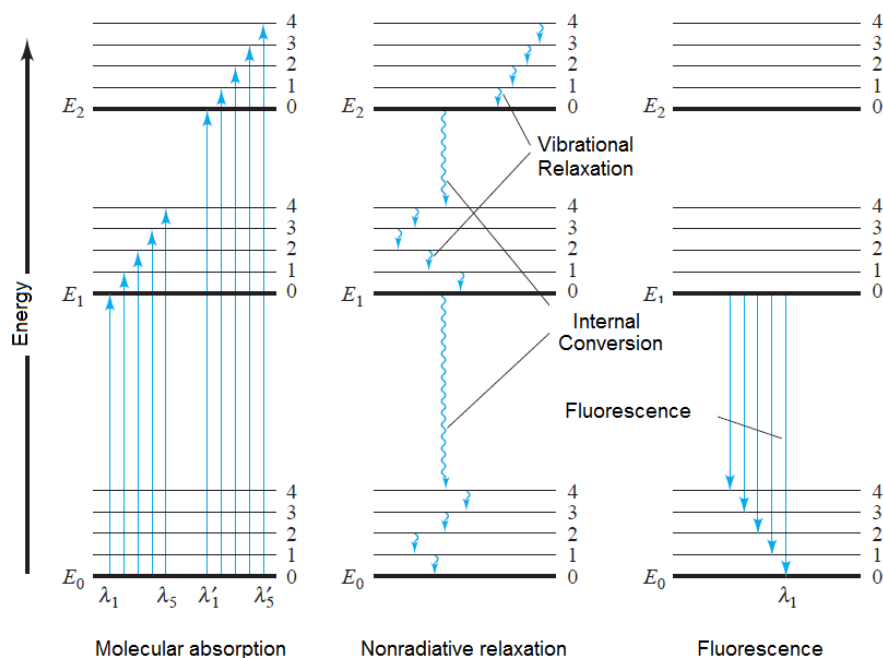 4
3
2
1
0
E₂
4
3
2
1
0
E₁
4
3
2
1
0
E₀
λ₁
λ₅
λ′₁
λ′₅
Energy
Molecular absorption
4
3
2
1
0
E₂
Vibrational
Relaxation
4
3
2
1
0
E₁
Internal
Conversion
4
3
2
1
0
Nonradiative relaxation
4
3
2
1
0
E₂
4
3
2
1
0
E₁
Fluorescence
4
3
2
1
0
E₀
λ₁
Fluorescence